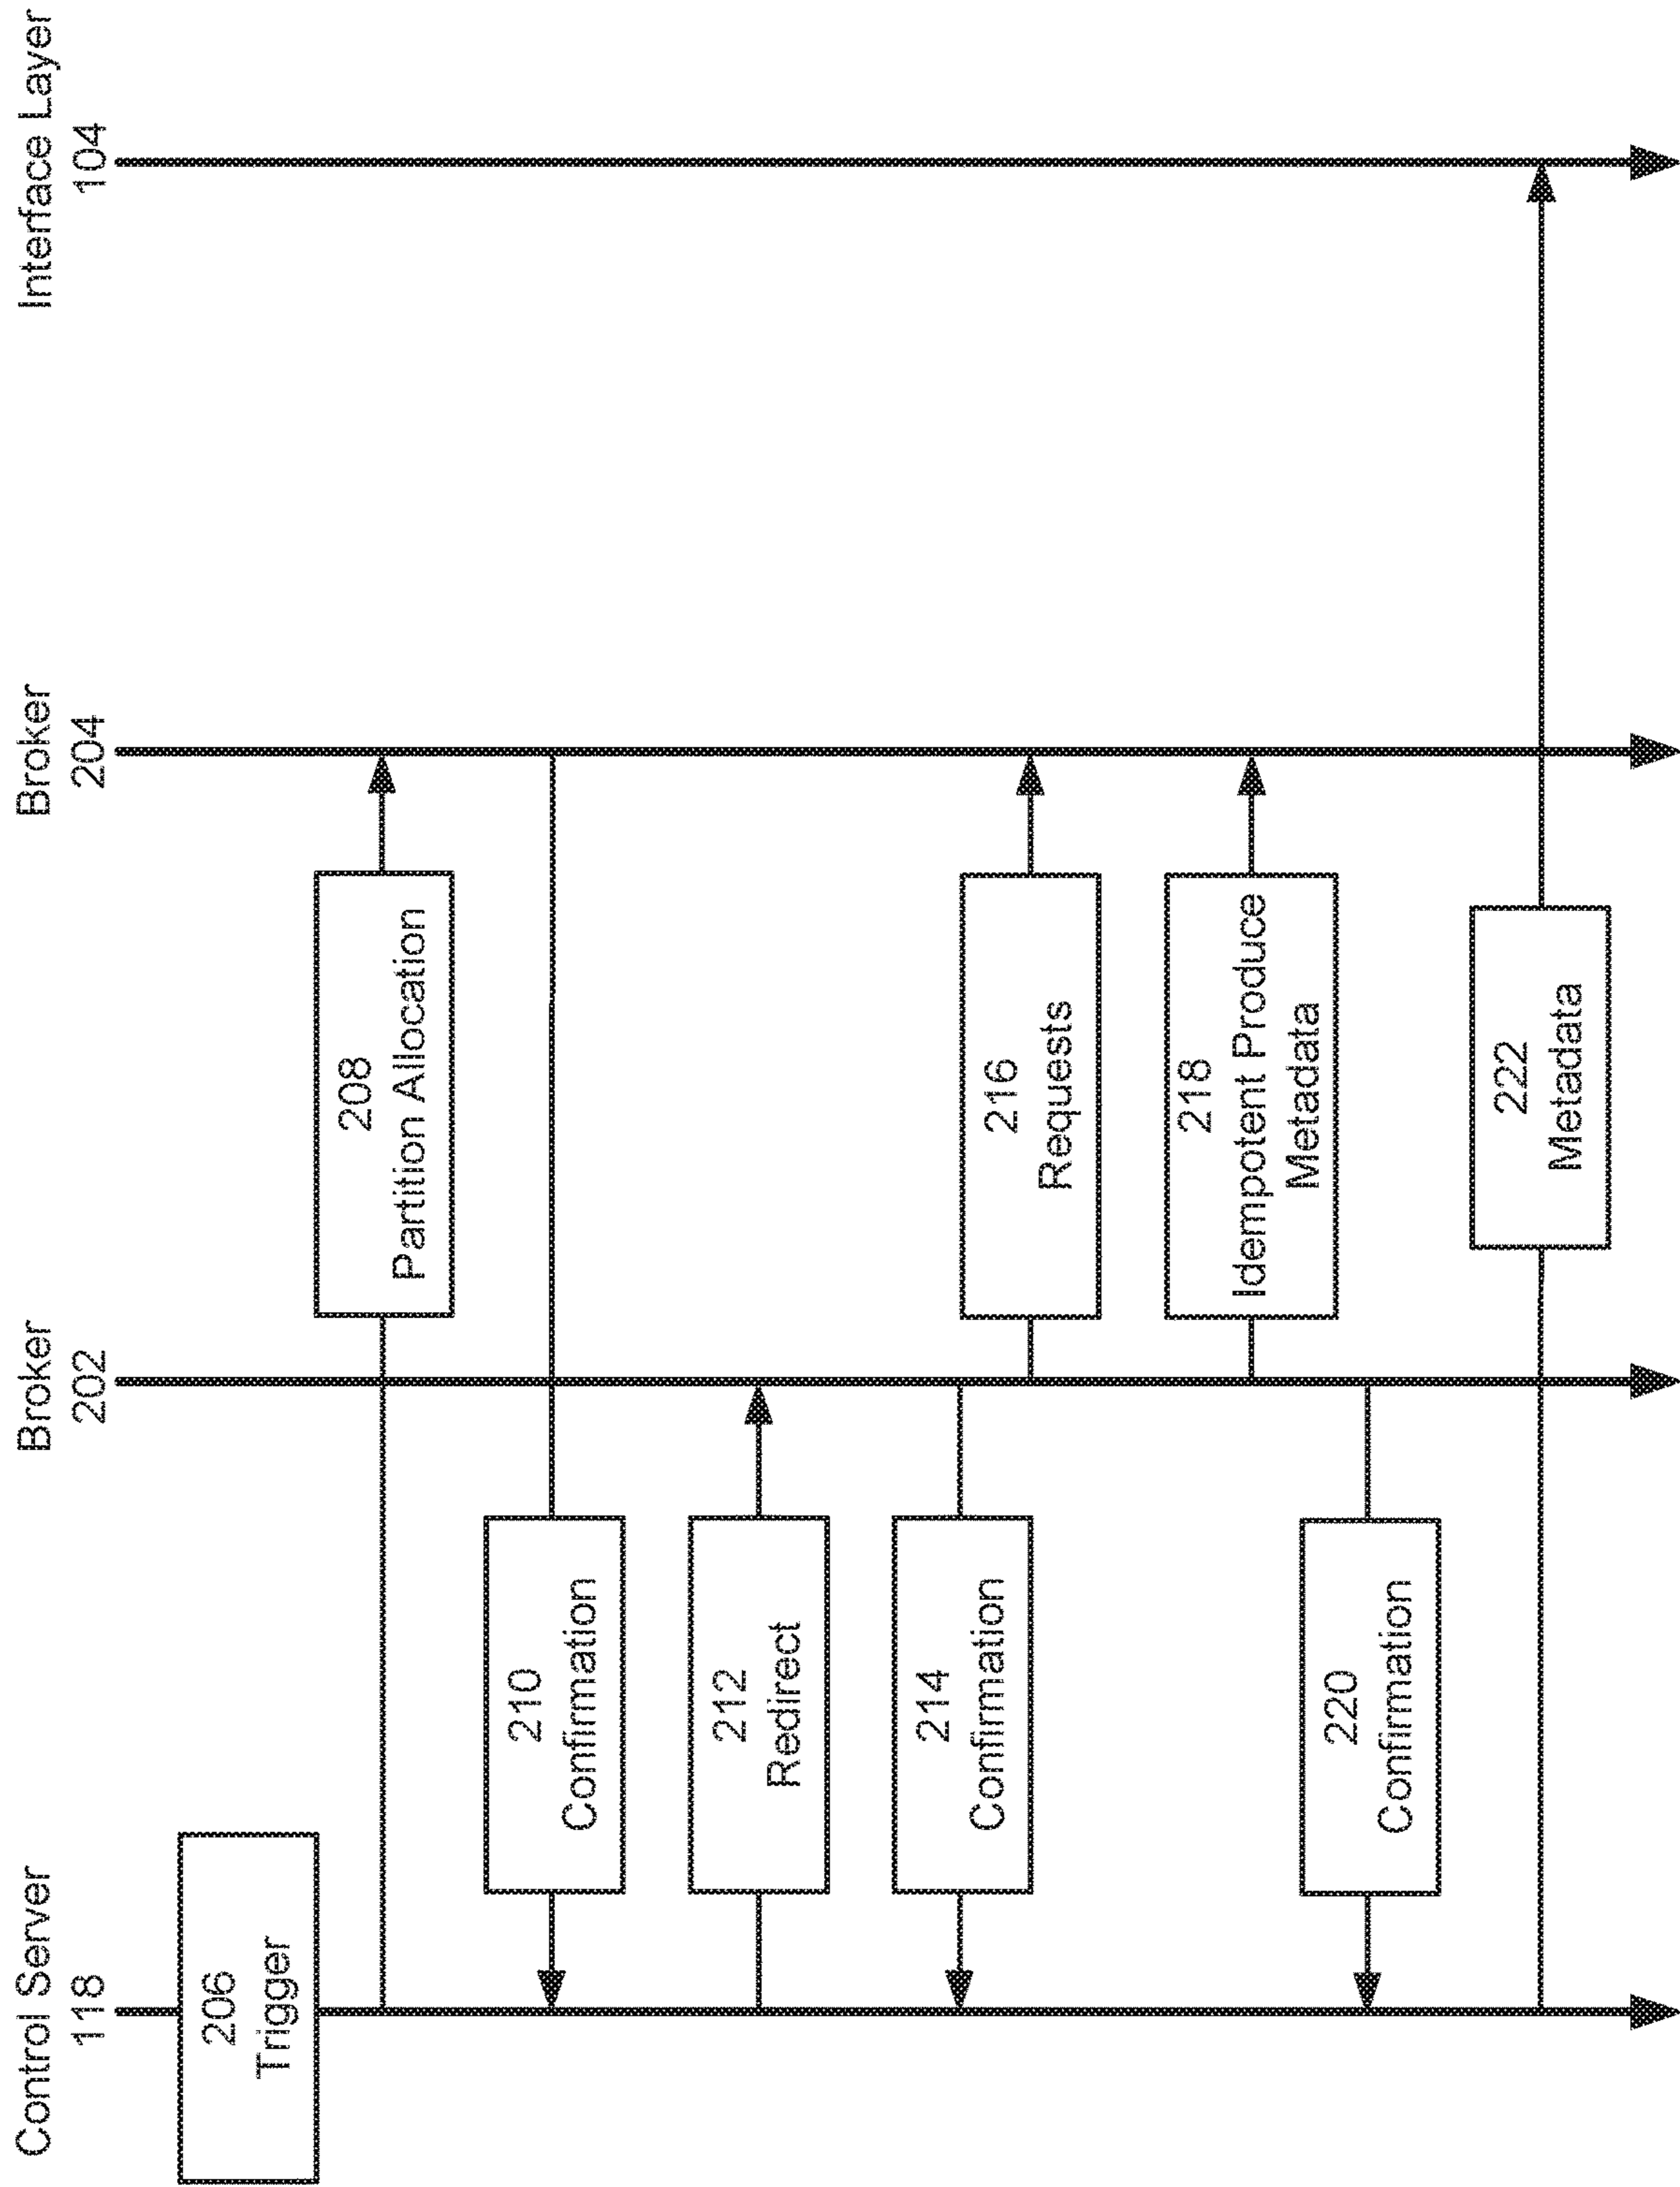 Control Server
118
Broker
202
Broker
204
Interface Layer
104
206
Trigger
208
Partition Allocation
210
Confirmation
212
Redirect
214
Confirmation
216
Requests
218
Idempotent Produce
Metadata
220
Confirmation
222
Metadata